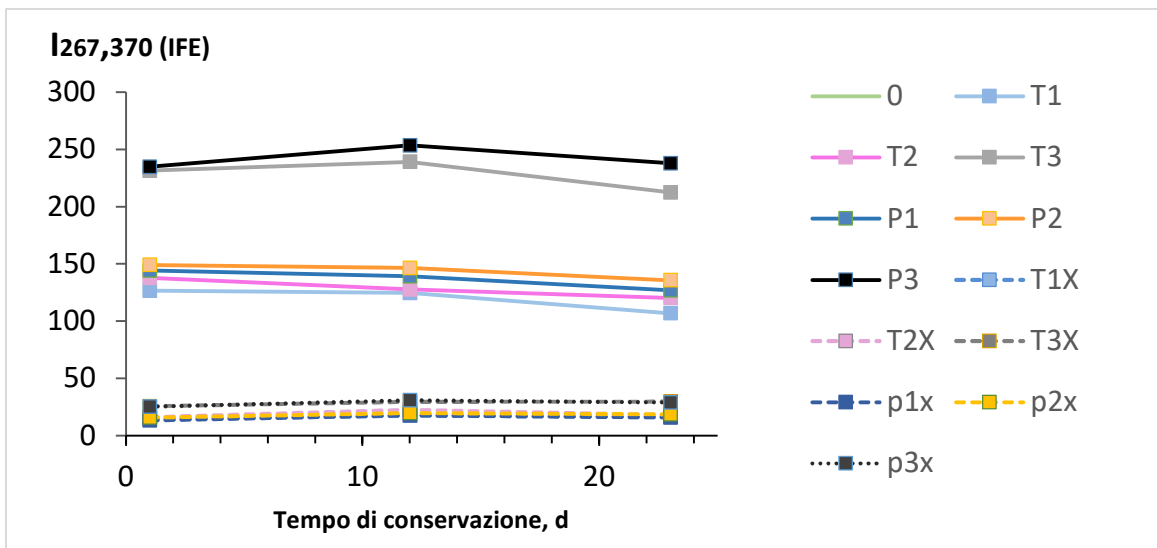 I267,370 (IFE)
300
250
200
150
100
50
0
0 10 20
Tempo di conservazione, d
0 T1
T2 T3
P1 P2
P3 T1X
T2X T3X
p1x p2x
p3x